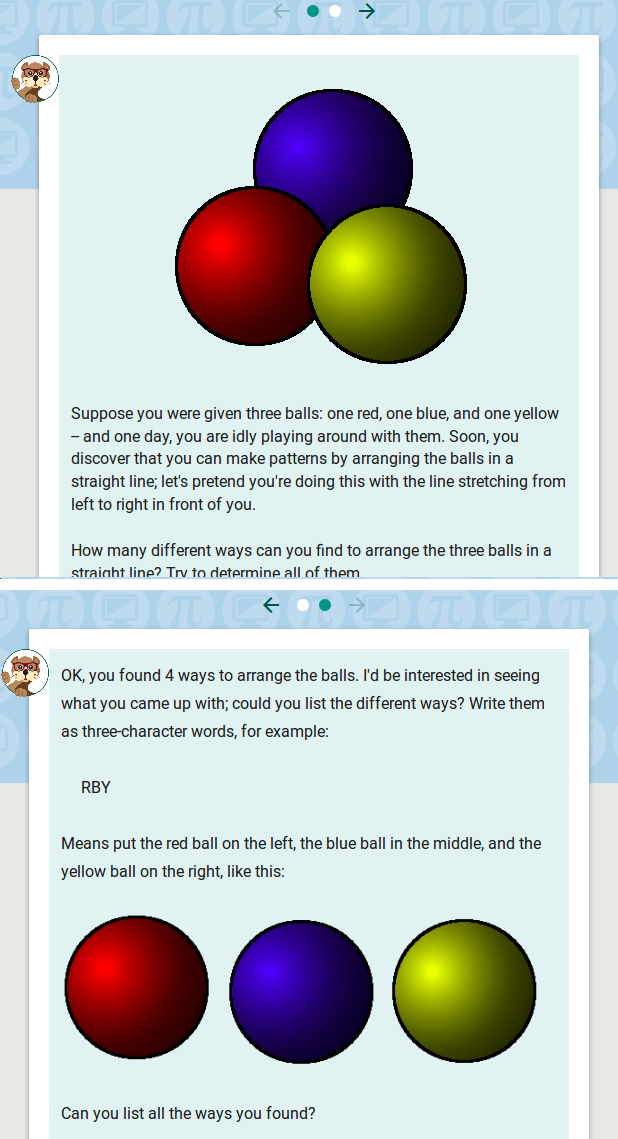 Suppose you were given three balls: one red, one blue, and one yellow
– and one day, you are idly playing around with them. Soon, you
discover that you can make patterns by arranging the balls in a
straight line; let's pretend you're doing this with the line stretching from
left to right in front of you.
How many different ways can you find to arrange the three balls in a
straight line? Try to determine all of them
OK, you found 4 ways to arrange the balls. I'd be interested in seeing
what you came up with; could you list the different ways? Write them
as three-character words, for example:
RBY
Means put the red ball on the left, the blue ball in the middle, and the
yellow ball on the right, like this:
Can you list all the ways you found?